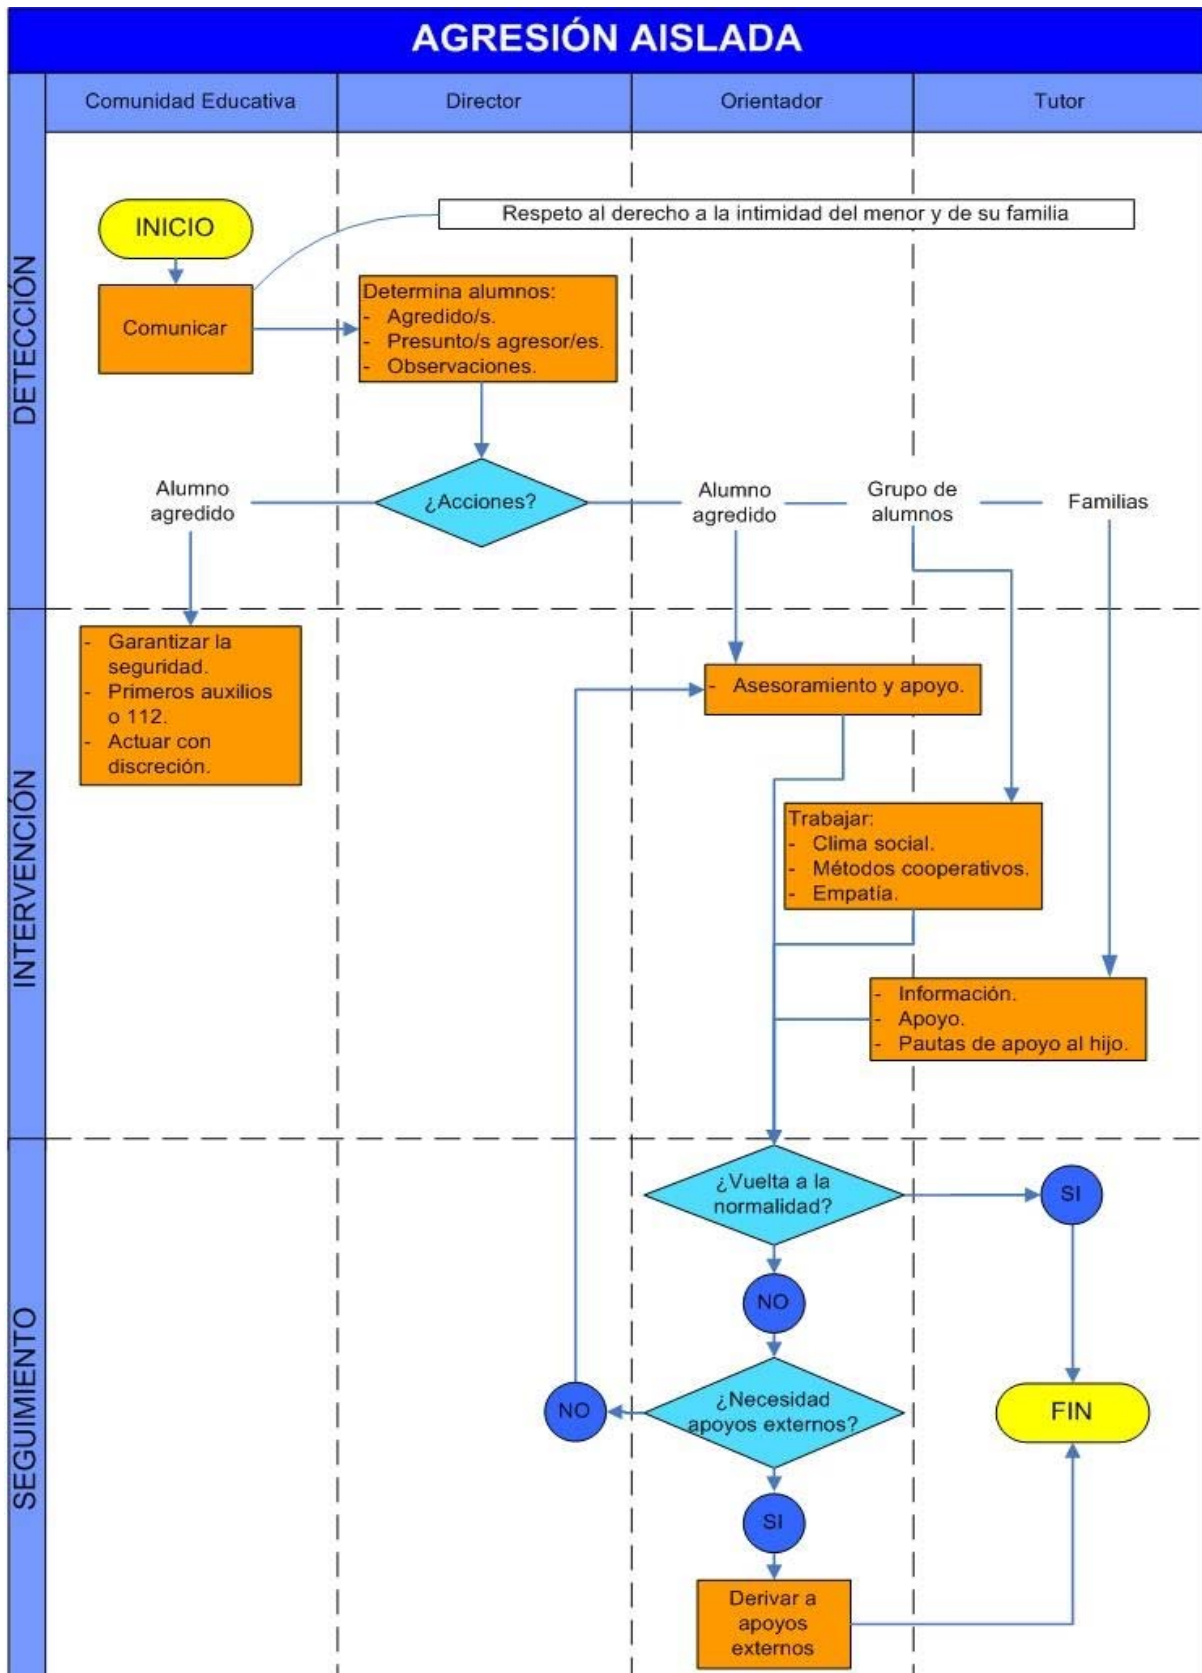 AGRESIÓN AISLADA
Comunidad Educativa
Director
Orientador
Tutor
DETECCIÓN
INICIO
Respeto al derecho a la intimidad del menor y de su familia
Comunicar
Determina alumnos:
- Agredido/s.
- Presunto/s agresor/es.
- Observaciones.
¿Acciones?
Alumno
agredido
Alumno
agredido
Grupo de
alumnos
Familias
INTERVENCIÓN
- Garantizar la
seguridad.
- Primeros auxilios
o 112.
- Actuar con
discreción.
- Asesoramiento y apoyo.
Trabajar:
- Clima social.
- Métodos cooperativos.
- Empatía.
- Información.
- Apoyo.
- Pautas de apoyo al hijo.
SEGUIMIENTO
¿Vuelta a la
normalidad?
SI
NO
¿Necesidad
apoyos externos?
NO
FIN
SI
Derivar a
apoyos
externos